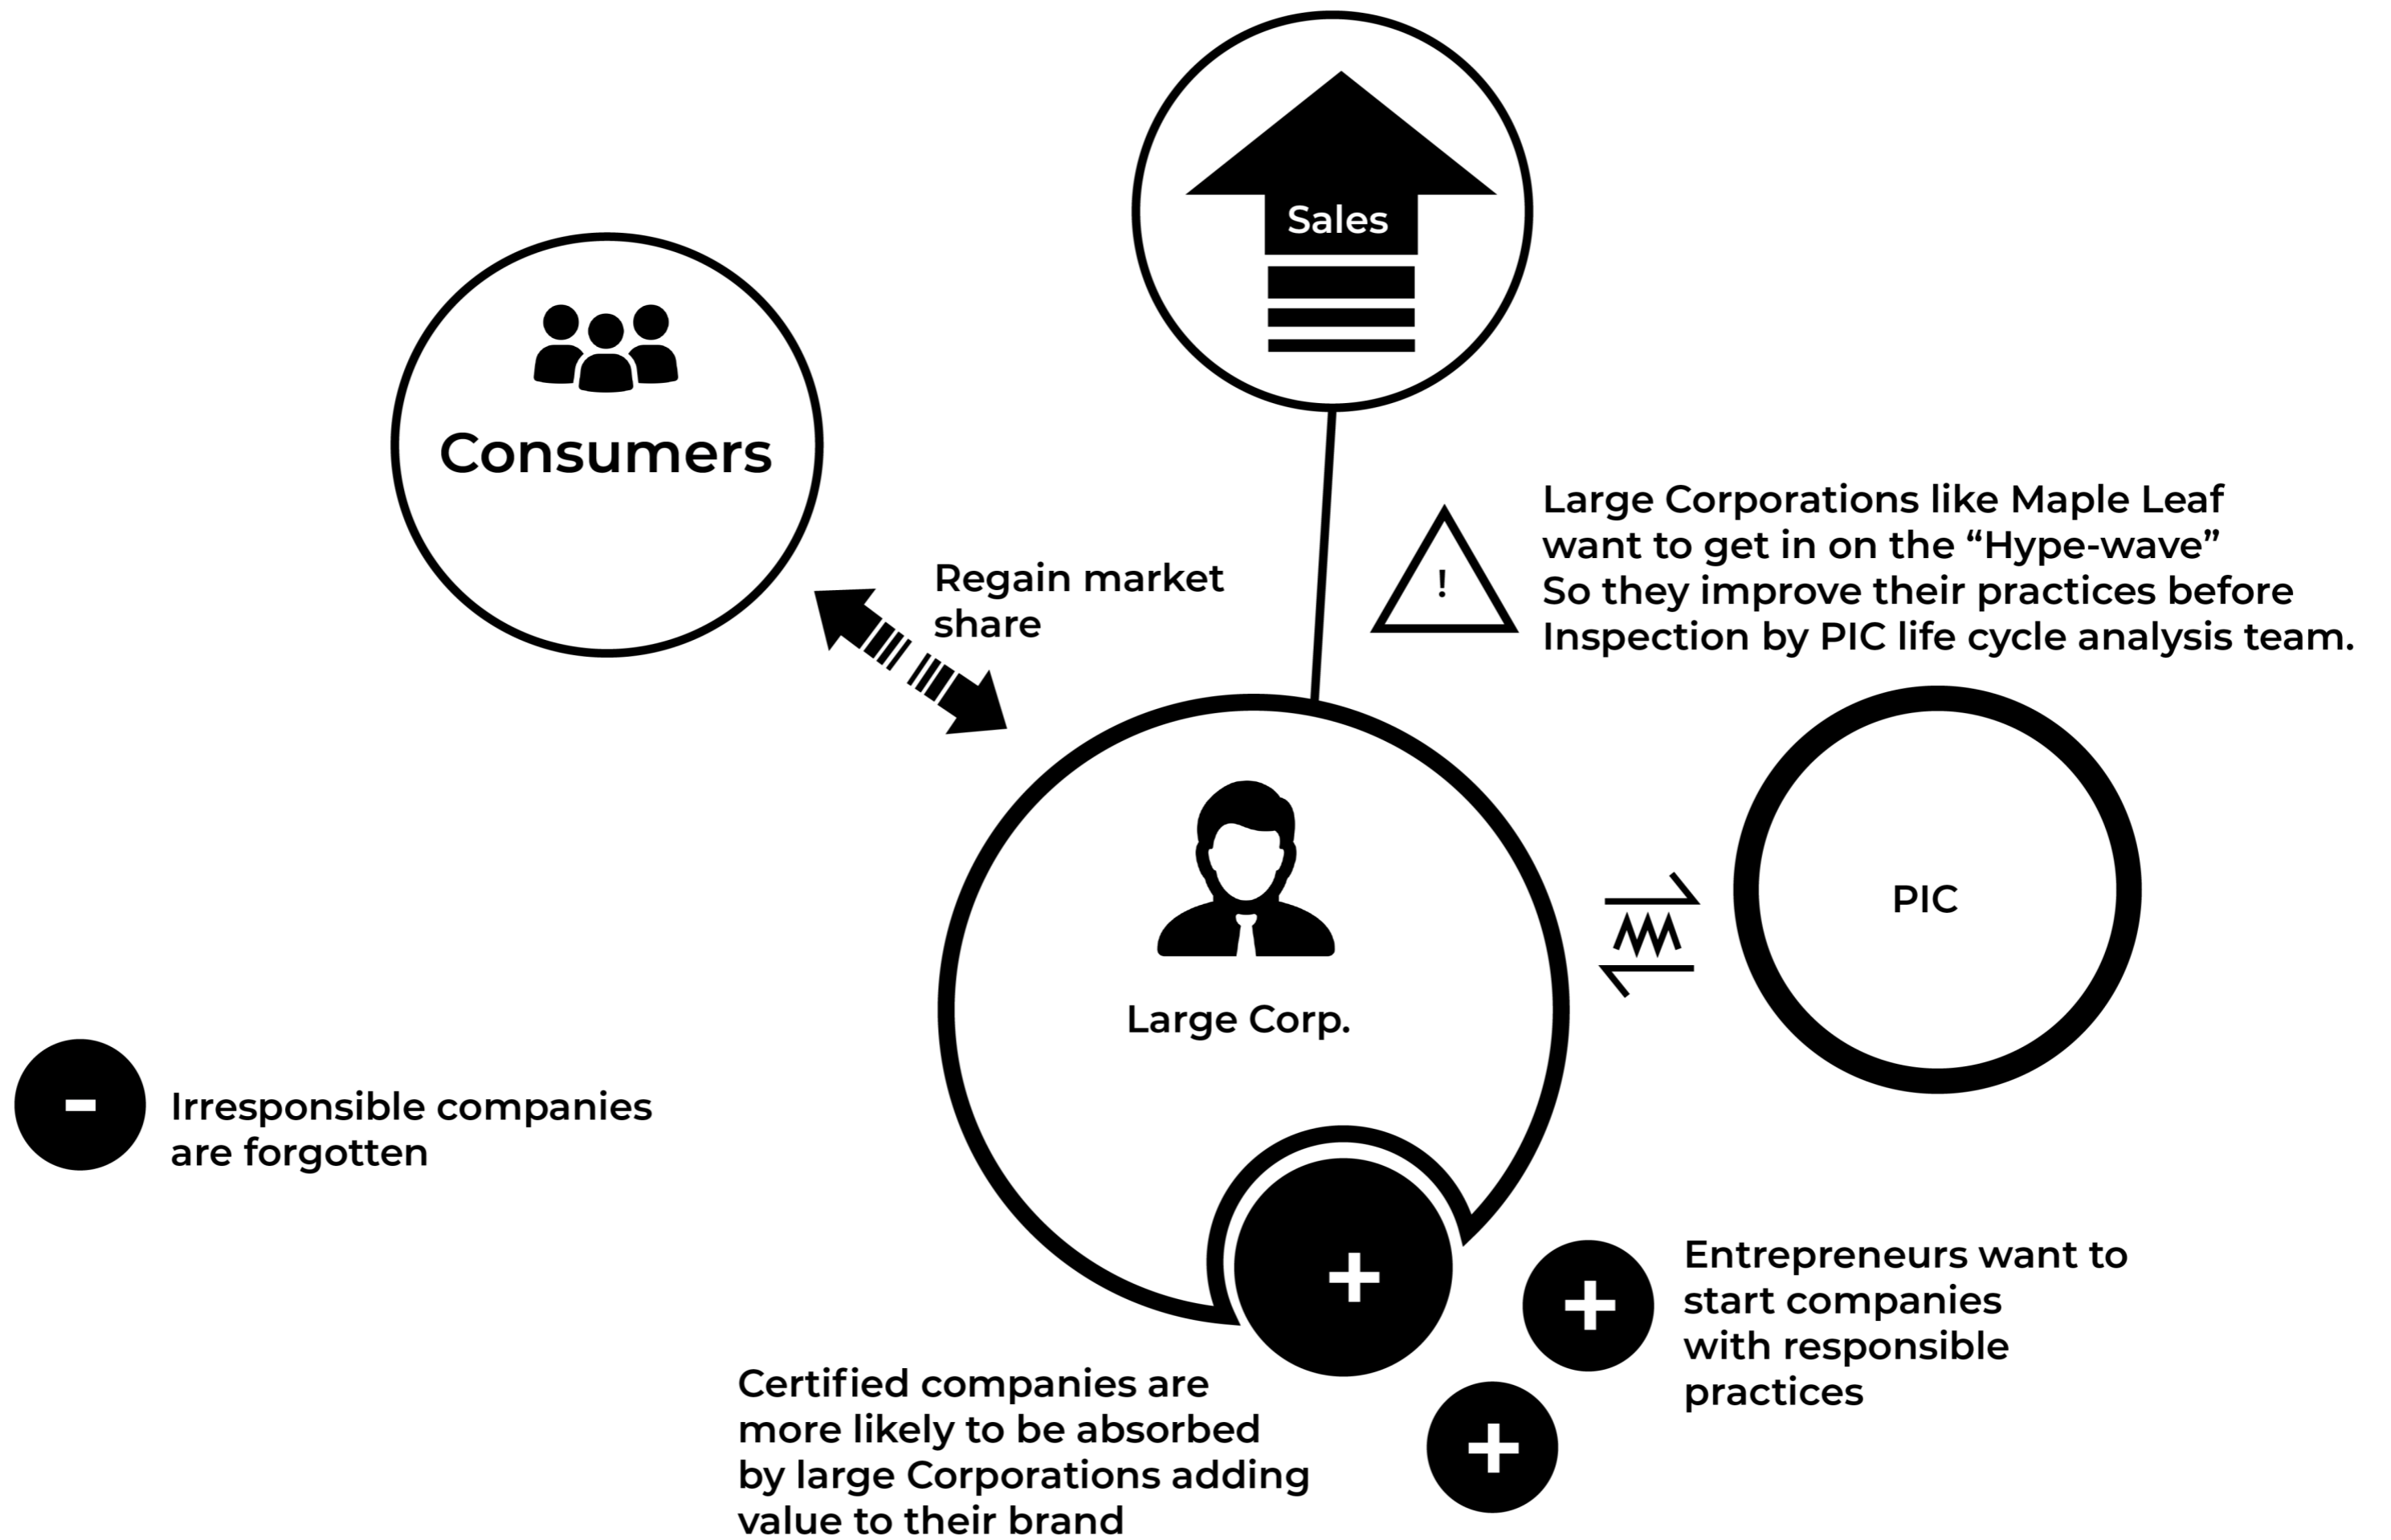 Sales
Consumers
Regain market
share
!
Large Corporations like Maple Leaf
want to get in on the “Hype-wave”
So they improve their practices before
Inspection by PIC life cycle analysis team.
Large Corp.
PIC
-
Irresponsible companies
are forgotten
+
+
+
Entrepreneurs want to
start companies
with responsible
practices
Certified companies are
more likely to be absorbed
by large Corporations adding
value to their brand